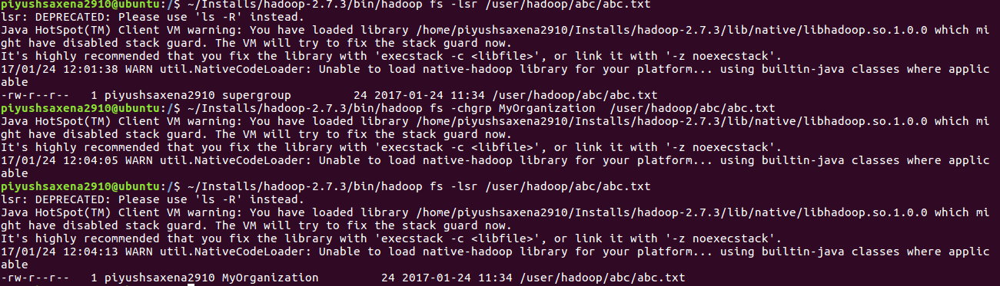 piyushsaxena2910@ubuntu:/$ ~/Installs/hadoop-2.7.3/bin/hadoop fs -lsr /user/hadoop/abc/abc.txt
lsr: DEPRECATED: Please use 'ls -R' instead.
Java HotSpot(TM) Client VM warning: You have loaded library /home/piyushsaxena2910/Installs/hadoop-2.7.3/lib/native/libhadoop.so.1.0.0 which mi
ght have disabled stack guard. The VM will try to fix the stack guard now.
It's highly recommended that you fix the library with 'execstack -c <libfile>', or link it with '-z noexecstack'.
17/01/24 12:01:38 WARN util.NativeCodeLoader: Unable to load native-hadoop library for your platform... using builtin-java classes where applic
able
-rw-r--r--   1 piyushsaxena2910 supergroup         24 2017-01-24 11:34 /user/hadoop/abc/abc.txt
piyushsaxena2910@ubuntu:/$ ~/Installs/hadoop-2.7.3/bin/hadoop fs -chgrp MyOrganization  /user/hadoop/abc/abc.txt
Java HotSpot(TM) Client VM warning: You have loaded library /home/piyushsaxena2910/Installs/hadoop-2.7.3/lib/native/libhadoop.so.1.0.0 which mi
ght have disabled stack guard. The VM will try to fix the stack guard now.
It's highly recommended that you fix the library with 'execstack -c <libfile>', or link it with '-z noexecstack'.
17/01/24 12:04:05 WARN util.NativeCodeLoader: Unable to load native-hadoop library for your platform... using builtin-java classes where applic
able
piyushsaxena2910@ubuntu:/$ ~/Installs/hadoop-2.7.3/bin/hadoop fs -lsr /user/hadoop/abc/abc.txt
lsr: DEPRECATED: Please use 'ls -R' instead.
Java HotSpot(TM) Client VM warning: You have loaded library /home/piyushsaxena2910/Installs/hadoop-2.7.3/lib/native/libhadoop.so.1.0.0 which mi
ght have disabled stack guard. The VM will try to fix the stack guard now.
It's highly recommended that you fix the library with 'execstack -c <libfile>', or link it with '-z noexecstack'.
17/01/24 12:04:13 WARN util.NativeCodeLoader: Unable to load native-hadoop library for your platform... using builtin-java classes where applic
able
-rw-r--r--   1 piyushsaxena2910 MyOrganization         24 2017-01-24 11:34 /user/hadoop/abc/abc.txt